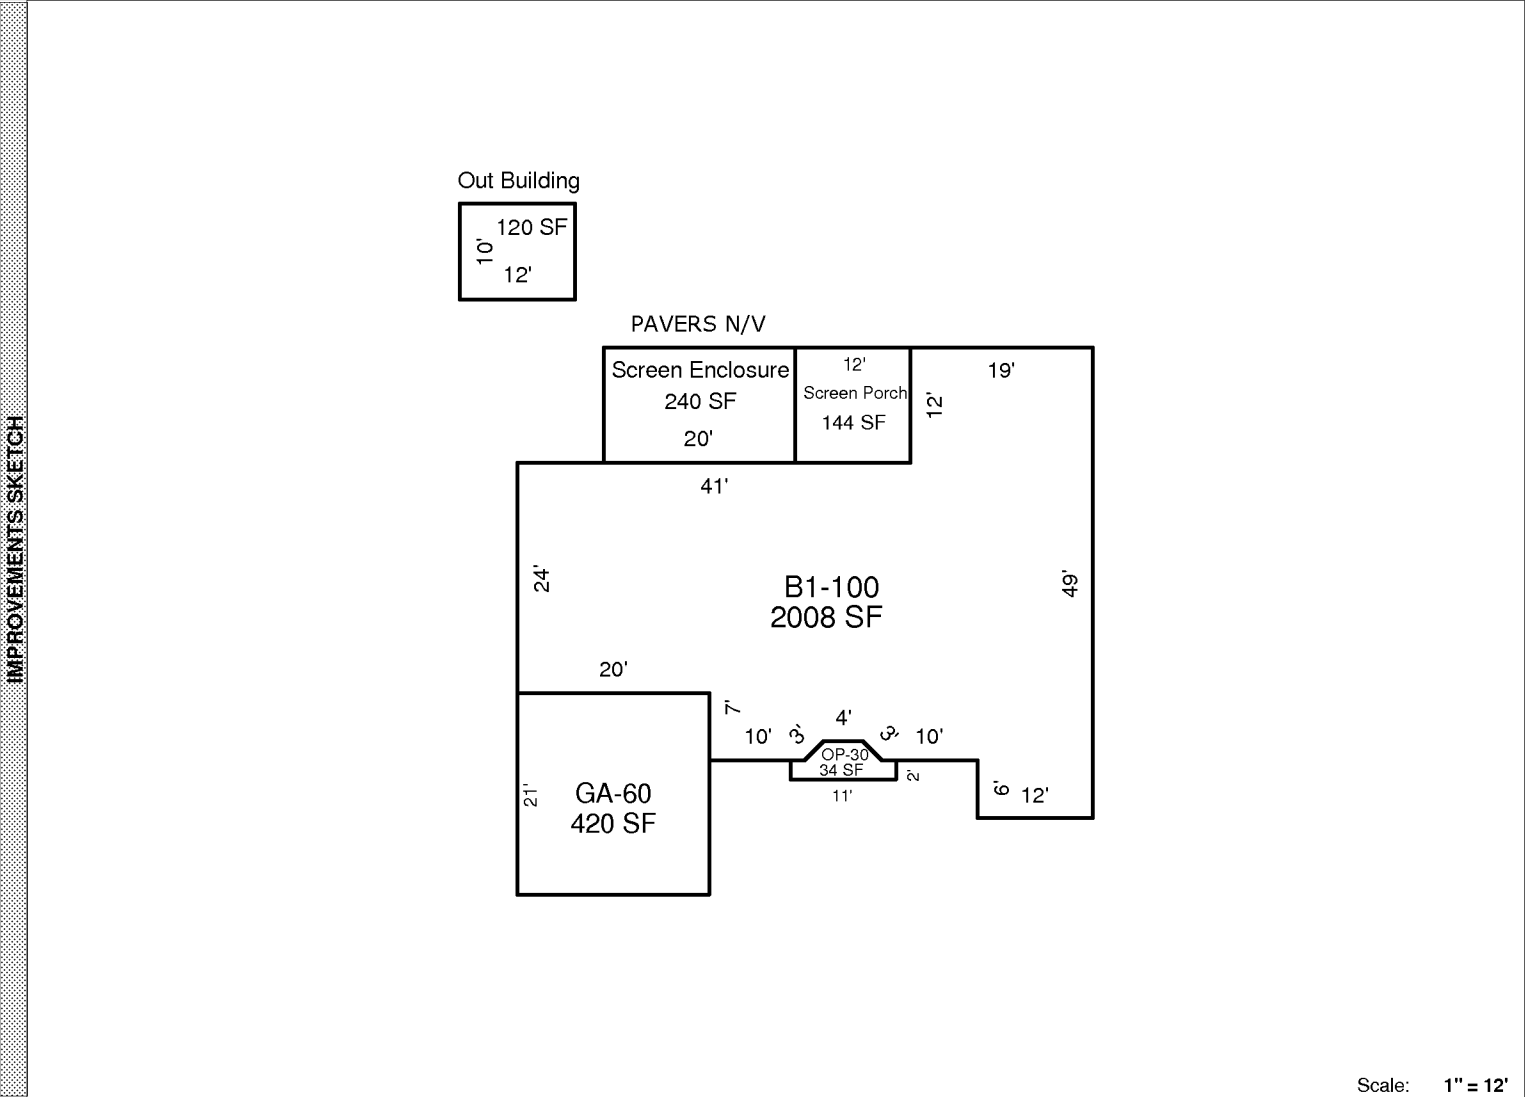 IMPROVEMENTS SKETCH
Out Building
120 SF
10'
12'
PAVERS N/V
Screen Enclosure
240 SF
20'
12'
Screen Porch
144 SF
12'
19'
41'
24'
B1-100
2008 SF
49'
20'
7'
10'
3'
4'
3'
10'
OP-30
34 SF
2'
11'
6'
12'
21'
GA-60
420 SF
Scale: 1" = 12'